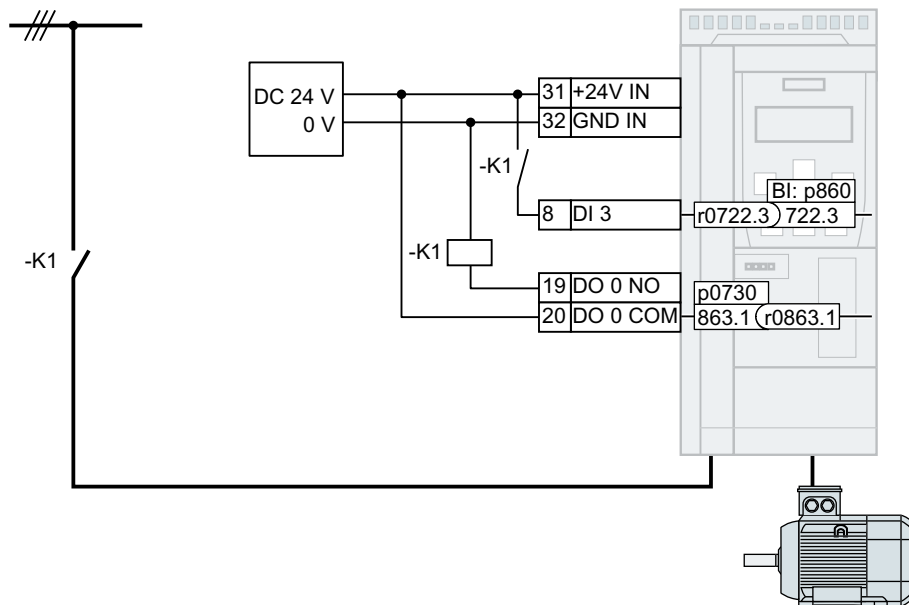 DC 24 V
0 V
31 +24V IN
32 GND IN
-K1
8 DI 3
r0722.3
BI: p860
722.3
-K1
-K1
19 DO 0 NO
20 DO 0 COM
p0730
863.1
r0863.1